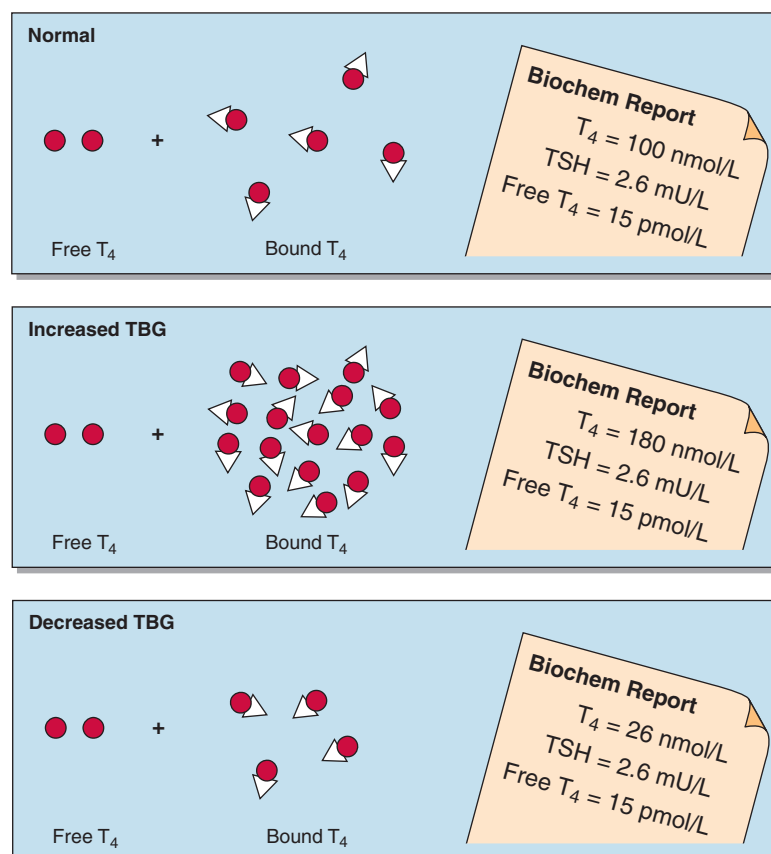 Normal
+
Free T₄
Bound T₄
Biochem Report
T₄ = 100 nmol/L
TSH = 2.6 mU/L
Free T₄ = 15 pmol/L
Increased TBG
+
Free T₄
Bound T₄
Biochem Report
T₄ = 180 nmol/L
TSH = 2.6 mU/L
Free T₄ = 15 pmol/L
Decreased TBG
+
Free T₄
Bound T₄
Biochem Report
T₄ = 26 nmol/L
TSH = 2.6 mU/L
Free T₄ = 15 pmol/L